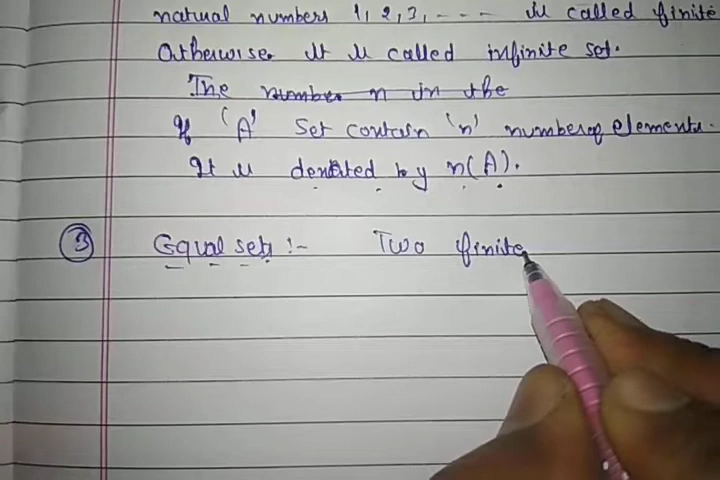 natural numbers 1, 2, 3, ---- is called finite
Otherwise. It is called infinite set.
The number n in the
If 'A' Set contain 'n' number of elements.
It is denoted by n(A).
③ Equal sets :- Two finite